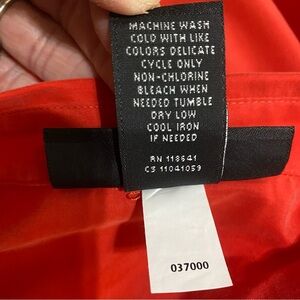 MACHINE WASH
COLD WITH LIKE
COLORS DELICATE
CYCLE ONLY
NON-CHLORINE
BLEACH WHEN
NEEDED TUMBLE
DRY LOW
COOL IRON
IF NEEDED
RN 118641
CS 11041059
037000